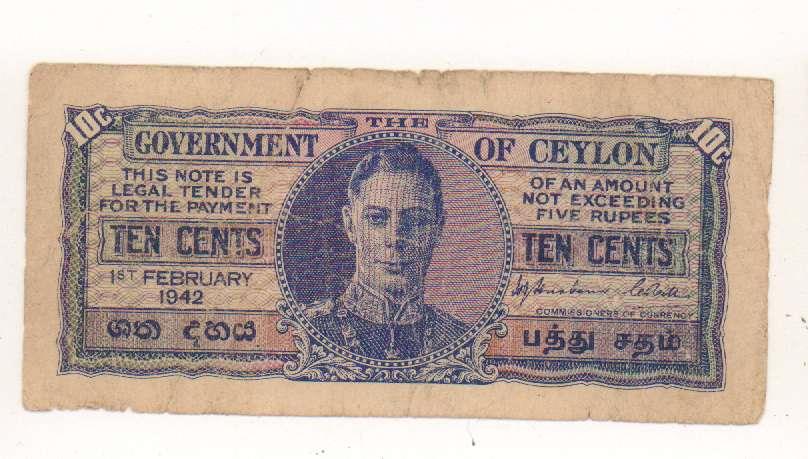 10c
10c
THE
GOVERNMENT OF CEYLON
THIS NOTE IS
LEGAL TENDER
FOR THE PAYMENT
OF AN AMOUNT
NOT EXCEEDING
FIVE RUPEES
TEN CENTS
TEN CENTS
1ST FEBRUARY
1942
COMMISSIONERS OF CURRENCY
ශත දහය
பத்து சதம்